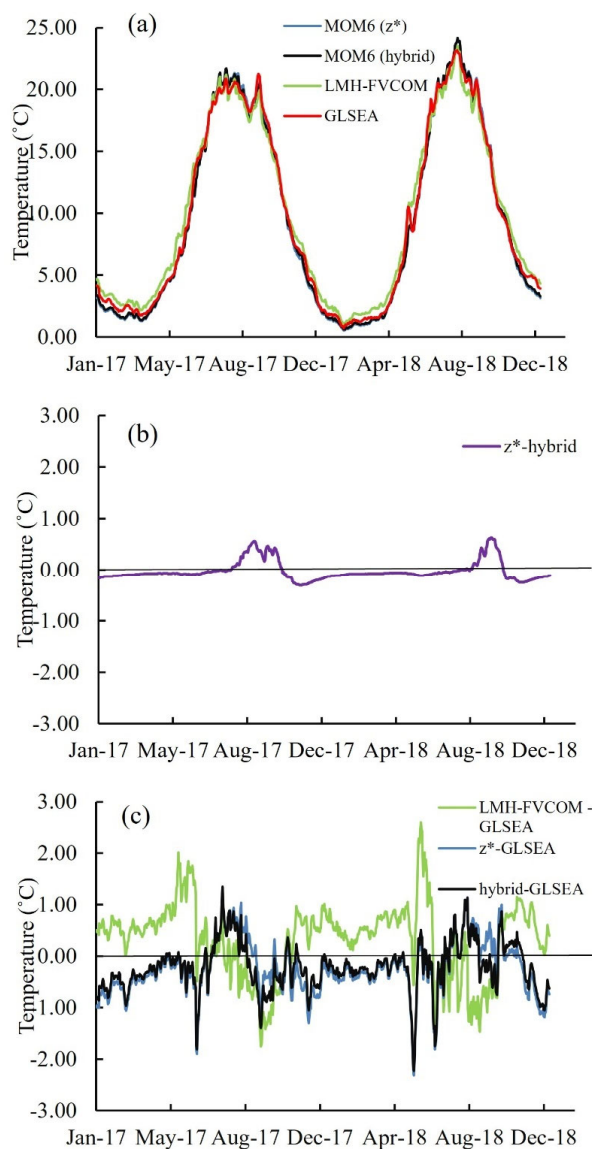 (a)
MOM6 (z*)
MOM6 (hybrid)
LMH-FVCOM
GLSEA
Temperature (˚C)
25.00
20.00
15.00
10.00
5.00
0.00
Jan-17 May-17 Aug-17 Dec-17 Apr-18 Aug-18 Dec-18
(b)
z*-hybrid
Temperature (˚C)
3.00
2.00
1.00
0.00
-1.00
-2.00
-3.00
Jan-17 May-17 Aug-17 Dec-17 Apr-18 Aug-18 Dec-18
(c)
LMH-FVCOM -
GLSEA
z*-GLSEA
hybrid-GLSEA
Temperature (˚C)
3.00
2.00
1.00
0.00
-1.00
-2.00
-3.00
Jan-17 May-17 Aug-17 Dec-17 Apr-18 Aug-18 Dec-18